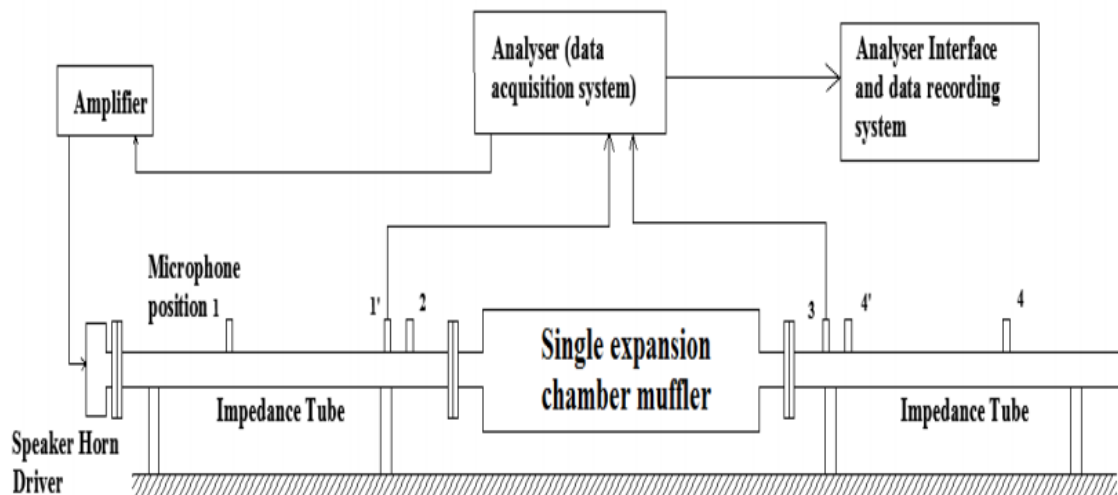 Amplifier
Analyser (data
acquisition system)
Analyser Interface
and data recording
system
Microphone
position 1
1'
2
3
4'
4
Single expansion
chamber muffler
Impedance Tube
Impedance Tube
Speaker Horn
Driver